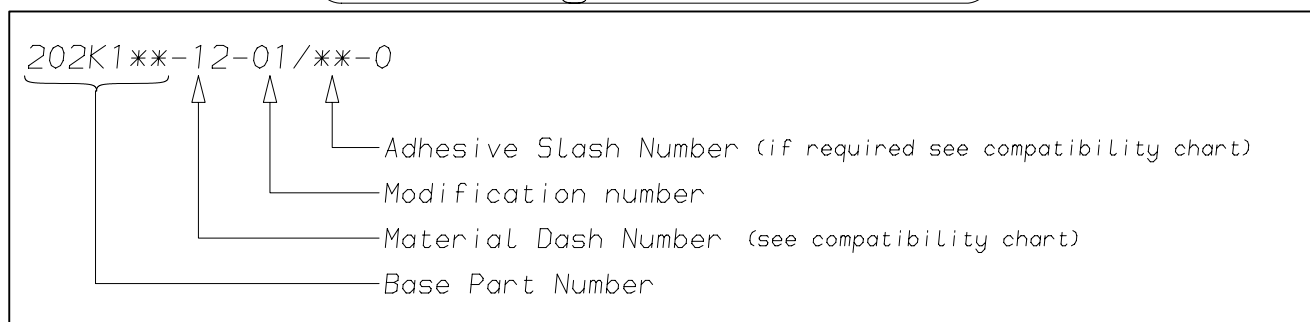 202K1**-12-01/**-0
Adhesive Slash Number (if required see compatibility chart)
Modification number
Material Dash Number (see compatibility chart)
Base Part Number